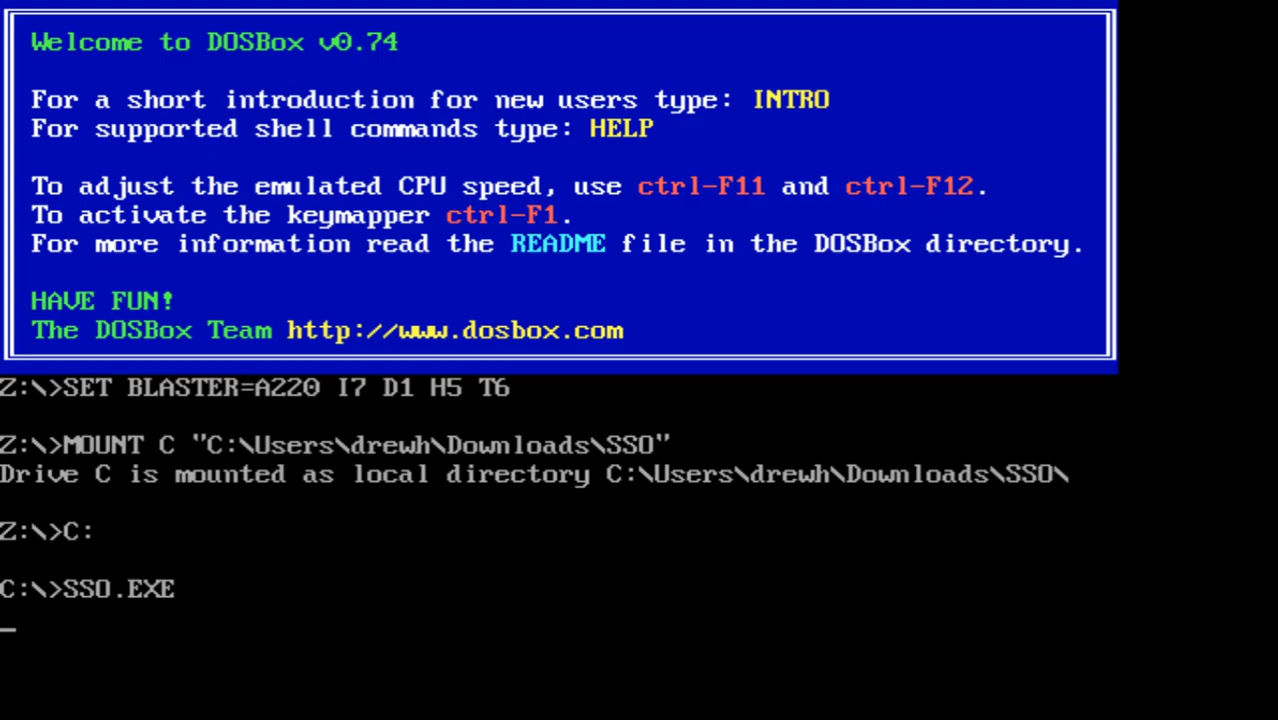 Welcome to DOSBox v0.74
For a short introduction for new users type: INTRO
For supported shell commands type: HELP
To adjust the emulated CPU speed, use ctrl-F11 and ctrl-F12.
To activate the keymapper ctrl-F1.
For more information read the README file in the DOSBox directory.
HAVE FUN!
The DOSBox Team http://www.dosbox.com
Z:\>SET BLASTER=A220 I7 D1 H5 T6
Z:\>MOUNT C "C:\Users\drewh\Downloads\SSO"
Drive C is mounted as local directory C:\Users\drewh\Downloads\SSO\
Z:\>C:
C:\>SSO.EXE